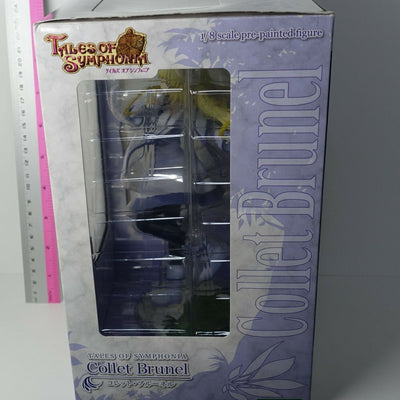 TALES OF
SYMPHONIA
テイルズ オブ シンフォニア
1/8 scale pre-painted figure
Collet Brunel
TALES OF SYMPHONIA
Collet Brunel
コレット・ブルーネル